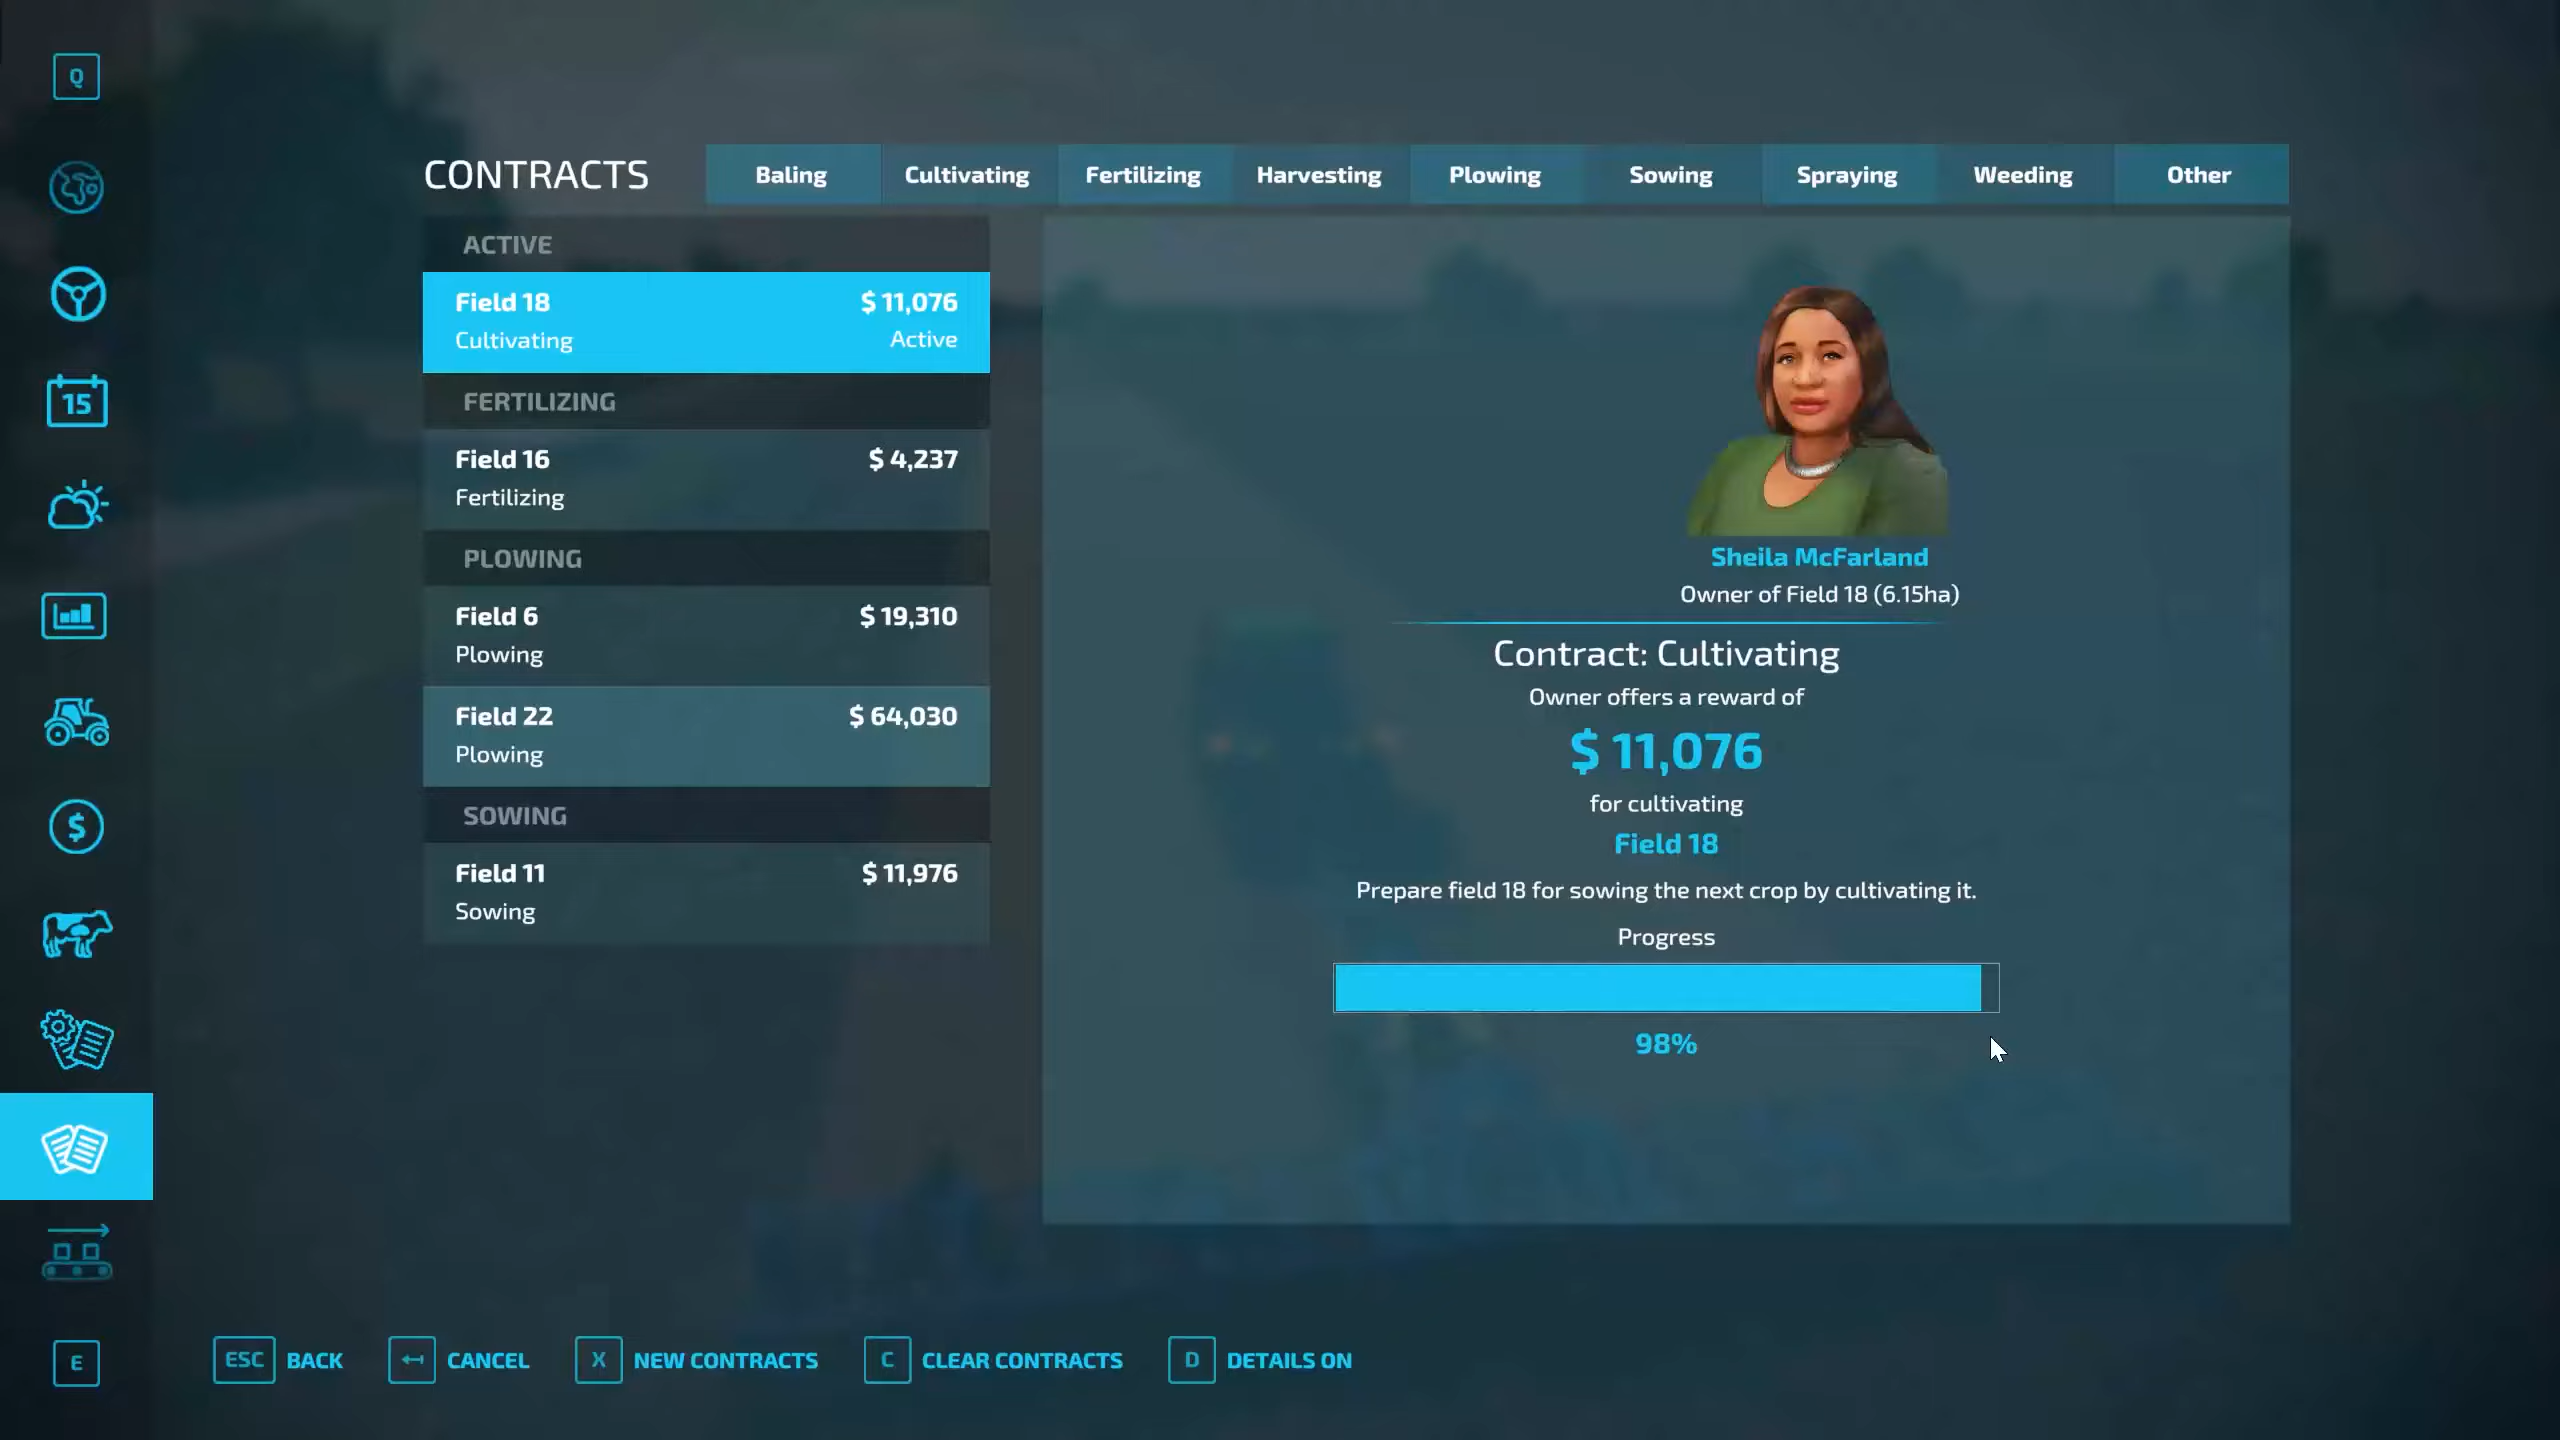 Q
CONTRACTS
Baling
Cultivating
Fertilizing
Harvesting
Plowing
Sowing
Spraying
Weeding
Other
ACTIVE
Field 18 $ 11,076
Cultivating Active
FERTILIZING
Field 16 $ 4,237
Fertilizing
PLOWING
Field 6 $ 19,310
Plowing
Field 22 $ 64,030
Plowing
SOWING
Field 11 $ 11,976
Sowing
Sheila McFarland
Owner of Field 18 (6.15ha)
Contract: Cultivating
Owner offers a reward of
$ 11,076
for cultivating
Field 18
Prepare field 18 for sowing the next crop by cultivating it.
Progress
98%
15
$
E
ESC BACK
CANCEL
X NEW CONTRACTS
C CLEAR CONTRACTS
D DETAILS ON